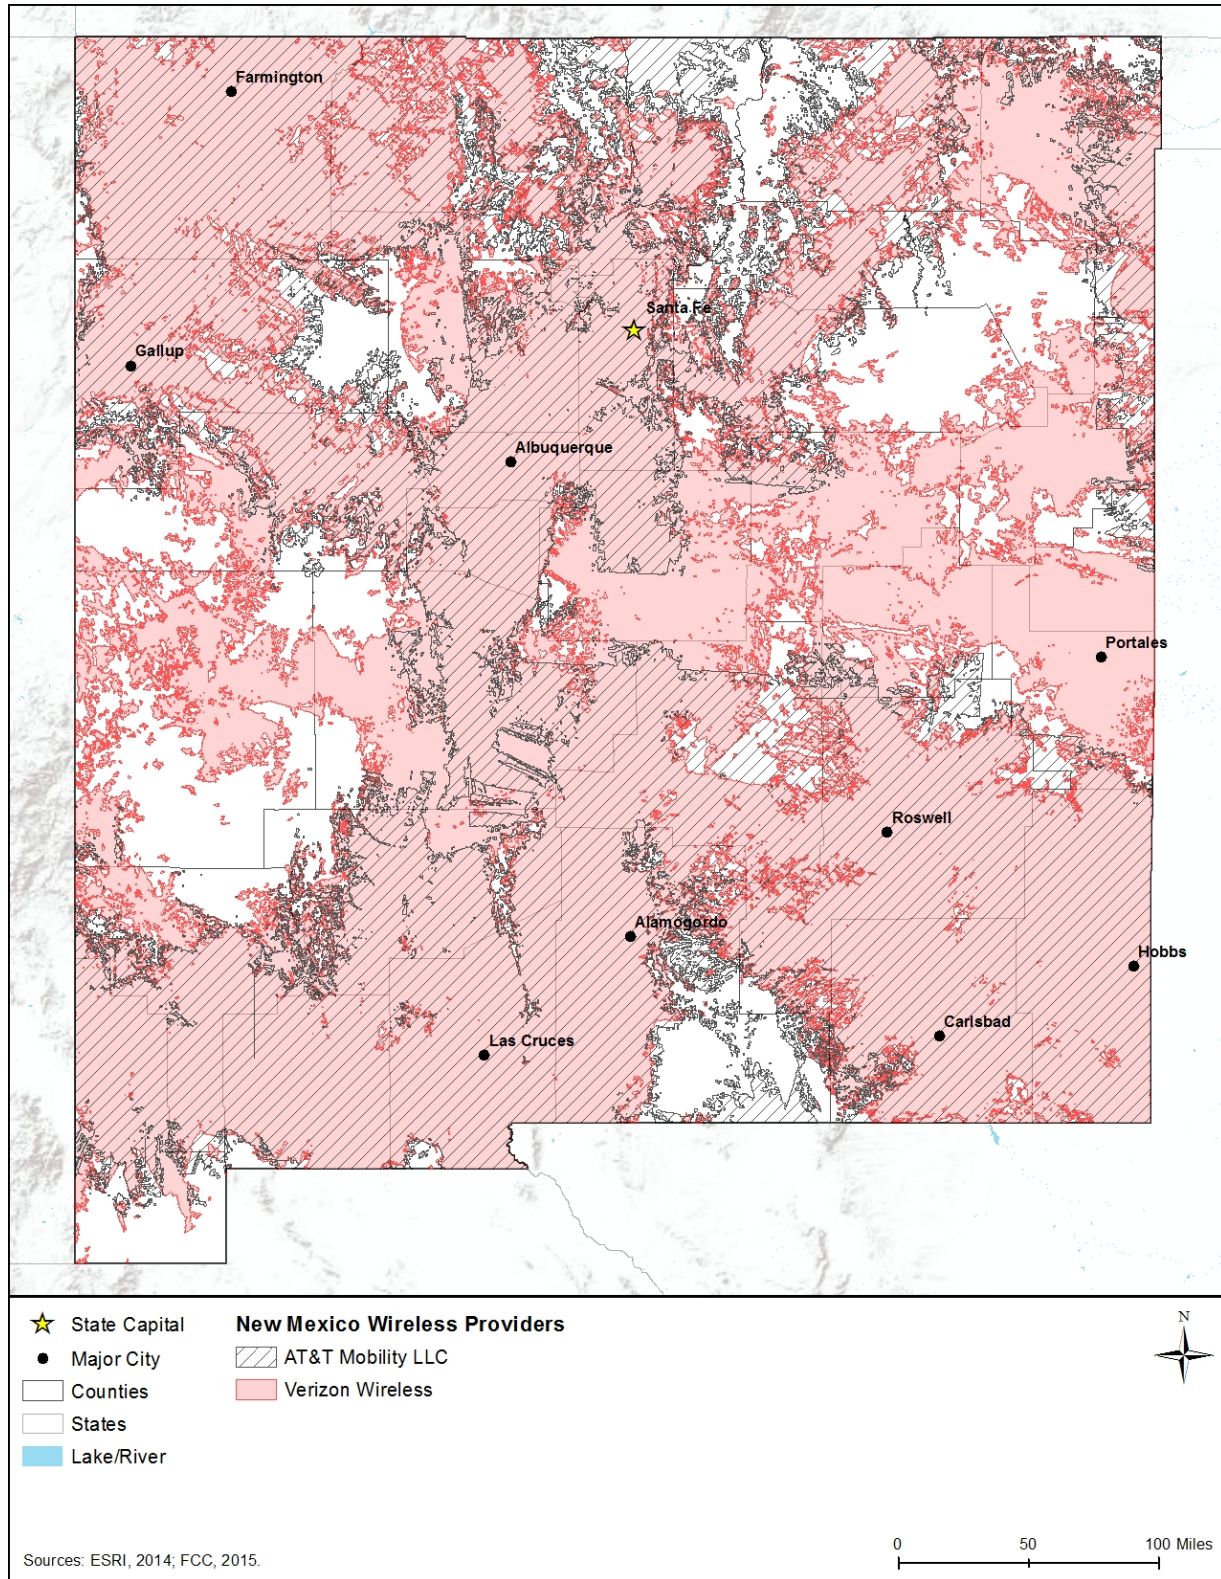 Farmington
Santa Fe
Gallup
Albuquerque
Portales
Roswell
Alamogordo
Hobbs
Carlsbad
Las Cruces
State Capital
Major City
Counties
States
Lake/River
New Mexico Wireless Providers
AT&T Mobility LLC
Verizon Wireless
N
0 50 100 Miles
Sources: ESRI, 2014; FCC, 2015.